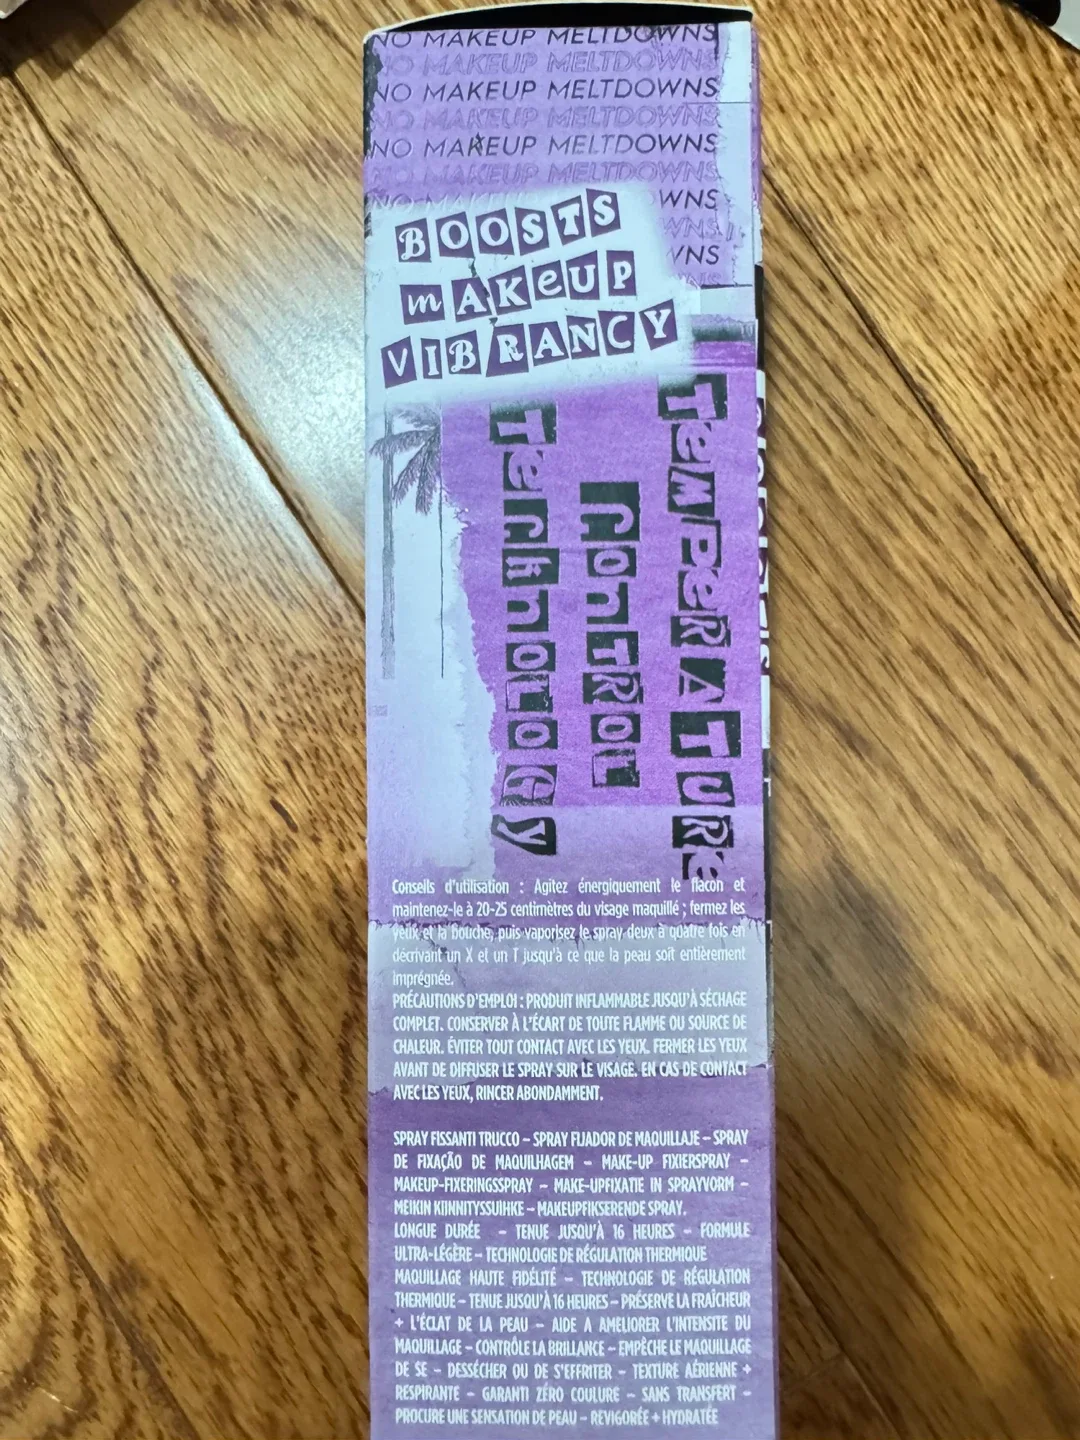 NO MAKEUP MELTDOWNS
NO MAKEUP MELTDOWNS
NO MAKEUP MELTDOWNS
NO MAKEUP MELTDOWNS
NO MAKEUP MELTDOWNS
NO MAKEUP MELTDOWNS
NO MAKEUP WNS
WNS
WNS
WNS
BOOSTS
mAKeUP
VIBRANCY
TemPeRATURe
conTROL
TechnoLOGY
Conseils d'utilisation : Agitez énergiquement le flacon et
maintenez-le à 20-25 centimètres du visage maquillé ; fermez les
yeux et la bouche, puis vaporisez le spray deux à quatre fois en
décrivant un X et un T jusqu'à ce que la peau soit entièrement
imprégnée.
PRÉCAUTIONS D'EMPLOI : PRODUIT INFLAMMABLE JUSQU'À SÉCHAGE
COMPLET. CONSERVER À L'ÉCART DE TOUTE FLAMME OU SOURCE DE
CHALEUR. ÉVITER TOUT CONTACT AVEC LES YEUX. FERMER LES YEUX
AVANT DE DIFFUSER LE SPRAY SUR LE VISAGE. EN CAS DE CONTACT
AVEC LES YEUX, RINCER ABONDAMMENT.
SPRAY FISSANTI TRUCCO – SPRAY FIJADOR DE MAQUILLAJE – SPRAY
DE FIXAÇÃO DE MAQUILHAGEM – MAKE-UP FIXIERSPRAY –
MAKEUP-FIXERINGSSPRAY – MAKE-UPFIXATIE IN SPRAYVORM –
MEIKIN KIINNITYSSUIHKE – MAKEUPFIKSERENDE SPRAY.
LONGUE DURÉE – TENUE JUSQU'À 16 HEURES – FORMULE
ULTRA-LÉGÈRE – TECHNOLOGIE DE RÉGULATION THERMIQUE
MAQUILLAGE HAUTE FIDÉLITÉ – TECHNOLOGIE DE RÉGULATION
THERMIQUE – TENUE JUSQU'À 16 HEURES – PRÉSERVE LA FRAÎCHEUR
+ L'ÉCLAT DE LA PEAU – AIDE A AMELIORER L'INTENSITE DU
MAQUILLAGE – CONTRÔLE LA BRILLANCE – EMPÊCHE LE MAQUILLAGE
DE SE – DESSÉCHER OU DE S'EFFRITER – TEXTURE AÉRIENNE +
RESPIRANTE – GARANTI ZÉRO COULURE – SANS TRANSFERT –
PROCURE UNE SENSATION DE PEAU – REVIGORÉE + HYDRATÉE